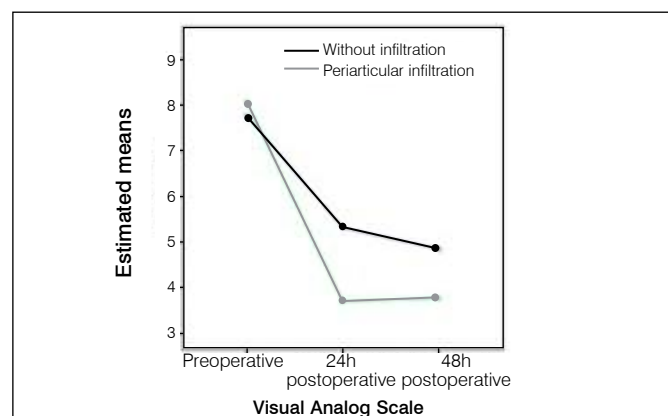 Without infiltration
Periarticular infiltration
Estimated means
9
8
7
6
5
4
3
Preoperative 24h postoperative 48h postoperative
Visual Analog Scale